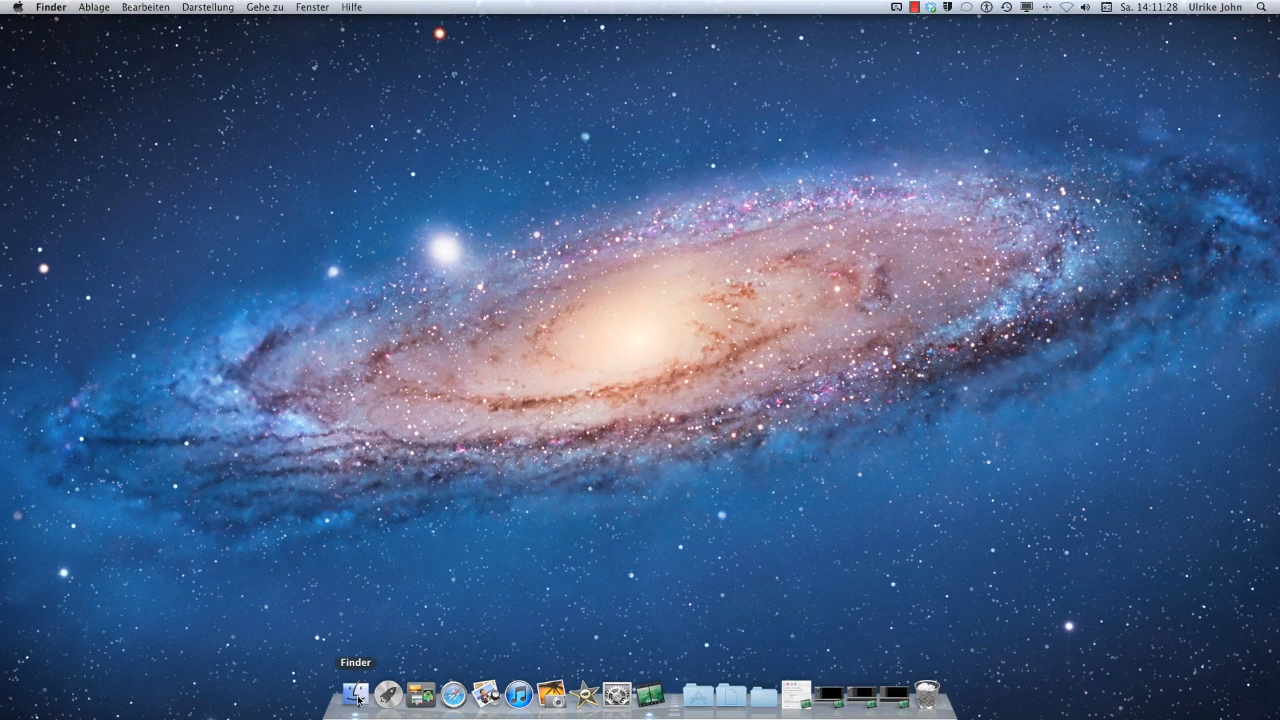 Finder Ablage Bearbeiten Darstellung Gehe zu Fenster Hilfe Sa. 14:11:28 Ulrike John
Finder